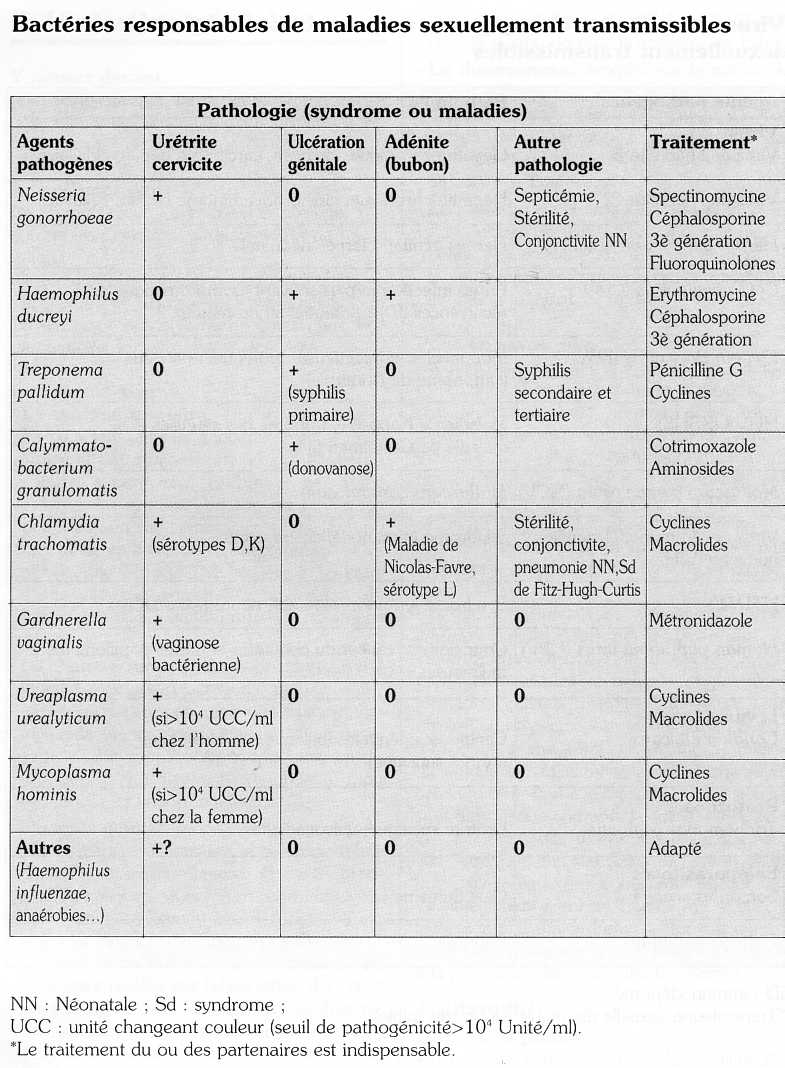 Bactéries responsables de maladies sexuellement transmissibles
Pathologie (syndrome ou maladies)
Agents pathogènes | Urétrite cervicite | Ulcération génitale | Adénite (bubon) | Autre pathologie | Traitement*
Neisseria gonorrhoeae | + | 0 | 0 | Septicémie, Stérilité, Conjonctivite NN | Spectinomycine Céphalosporine 3è génération Fluoroquinolones
Haemophilus ducreyi | 0 | + | + | | Erythromycine Céphalosporine 3è génération
Treponema pallidum | 0 | + (syphilis primaire) | 0 | Syphilis secondaire et tertiaire | Pénicilline G Cyclines
Calymmato-bacterium granulomatis | 0 | + (donovanose) | 0 | | Cotrimoxazole Aminosides
Chlamydia trachomatis | + (sérotypes D,K) | 0 | + (Maladie de Nicolas-Favre, sérotype L) | Stérilité, conjonctivite, pneumonie NN,Sd de Fitz-Hugh-Curtis | Cyclines Macrolides
Gardnerella vaginalis | + (vaginose bactérienne) | 0 | 0 | 0 | Métronidazole
Ureaplasma urealyticum | + (si>10⁴ UCC/ml chez l'homme) | 0 | 0 | 0 | Cyclines Macrolides
Mycoplasma hominis | + (si>10⁴ UCC/ml chez la femme) | 0 | 0 | 0 | Cyclines Macrolides
Autres (Haemophilus influenzae, anaérobies...) | +? | 0 | 0 | 0 | Adapté
NN : Néonatale ; Sd : syndrome ;
UCC : unité changeant couleur (seuil de pathogénicité>10⁴ Unité/ml).
*Le traitement du ou des partenaires est indispensable.